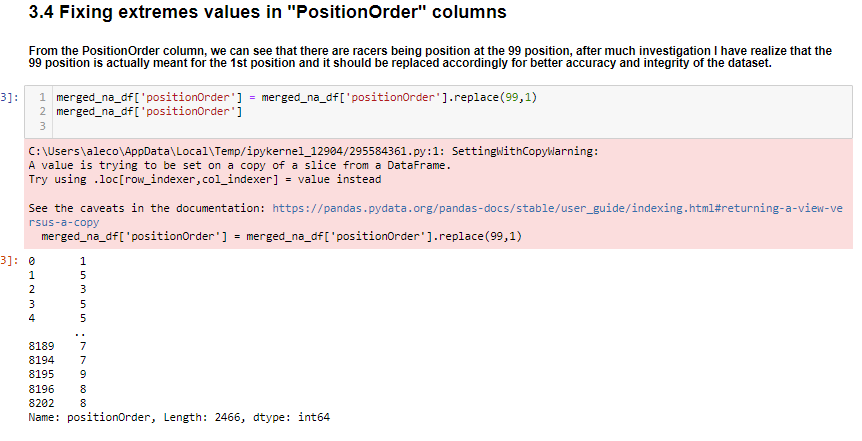 3.4 Fixing extremes values in "PositionOrder" columns
From the PositionOrder column, we can see that there are racers being position at the 99 position, after much investigation I have realize that the
99 position is actually meant for the 1st position and it should be replaced accordingly for better accuracy and integrity of the dataset.
3]: 1 merged_na_df['positionOrder'] = merged_na_df['positionOrder'].replace(99,1)
2 merged_na_df['positionOrder']
3
C:\Users\aleco\AppData\Local\Temp/ipykernel_12904/295584361.py:1: SettingWithCopyWarning:
A value is trying to be set on a copy of a slice from a DataFrame.
Try using .loc[row_indexer,col_indexer] = value instead
See the caveats in the documentation: https://pandas.pydata.org/pandas-docs/stable/user_guide/indexing.html#returning-a-view-ve
rsus-a-copy
merged_na_df['positionOrder'] = merged_na_df['positionOrder'].replace(99,1)
3]: 0 1
1 5
2 3
3 5
4 5
..
8189 7
8194 7
8195 9
8196 8
8202 8
Name: positionOrder, Length: 2466, dtype: int64